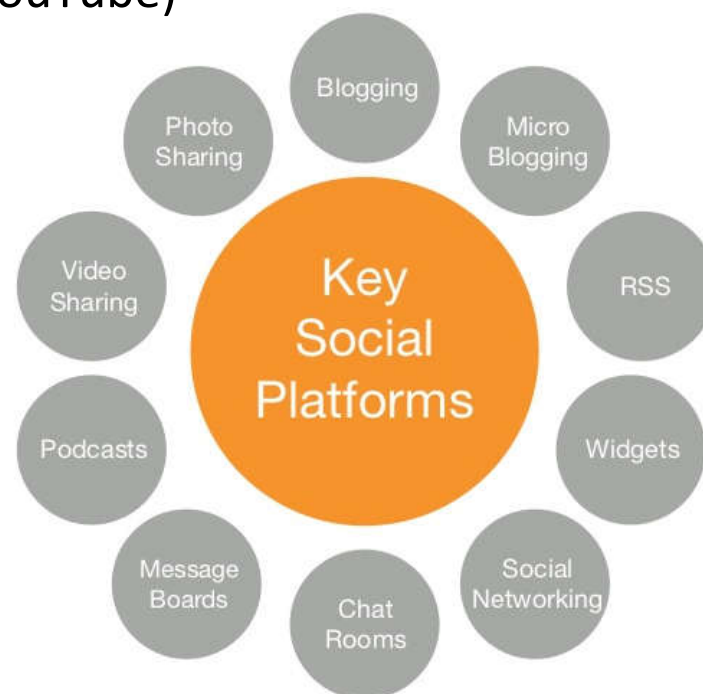 ouTube)
Blogging
Micro
Blogging
RSS
Widgets
Social
Networking
Chat
Rooms
Message
Boards
Podcasts
Video
Sharing
Photo
Sharing
Key
Social
Platforms